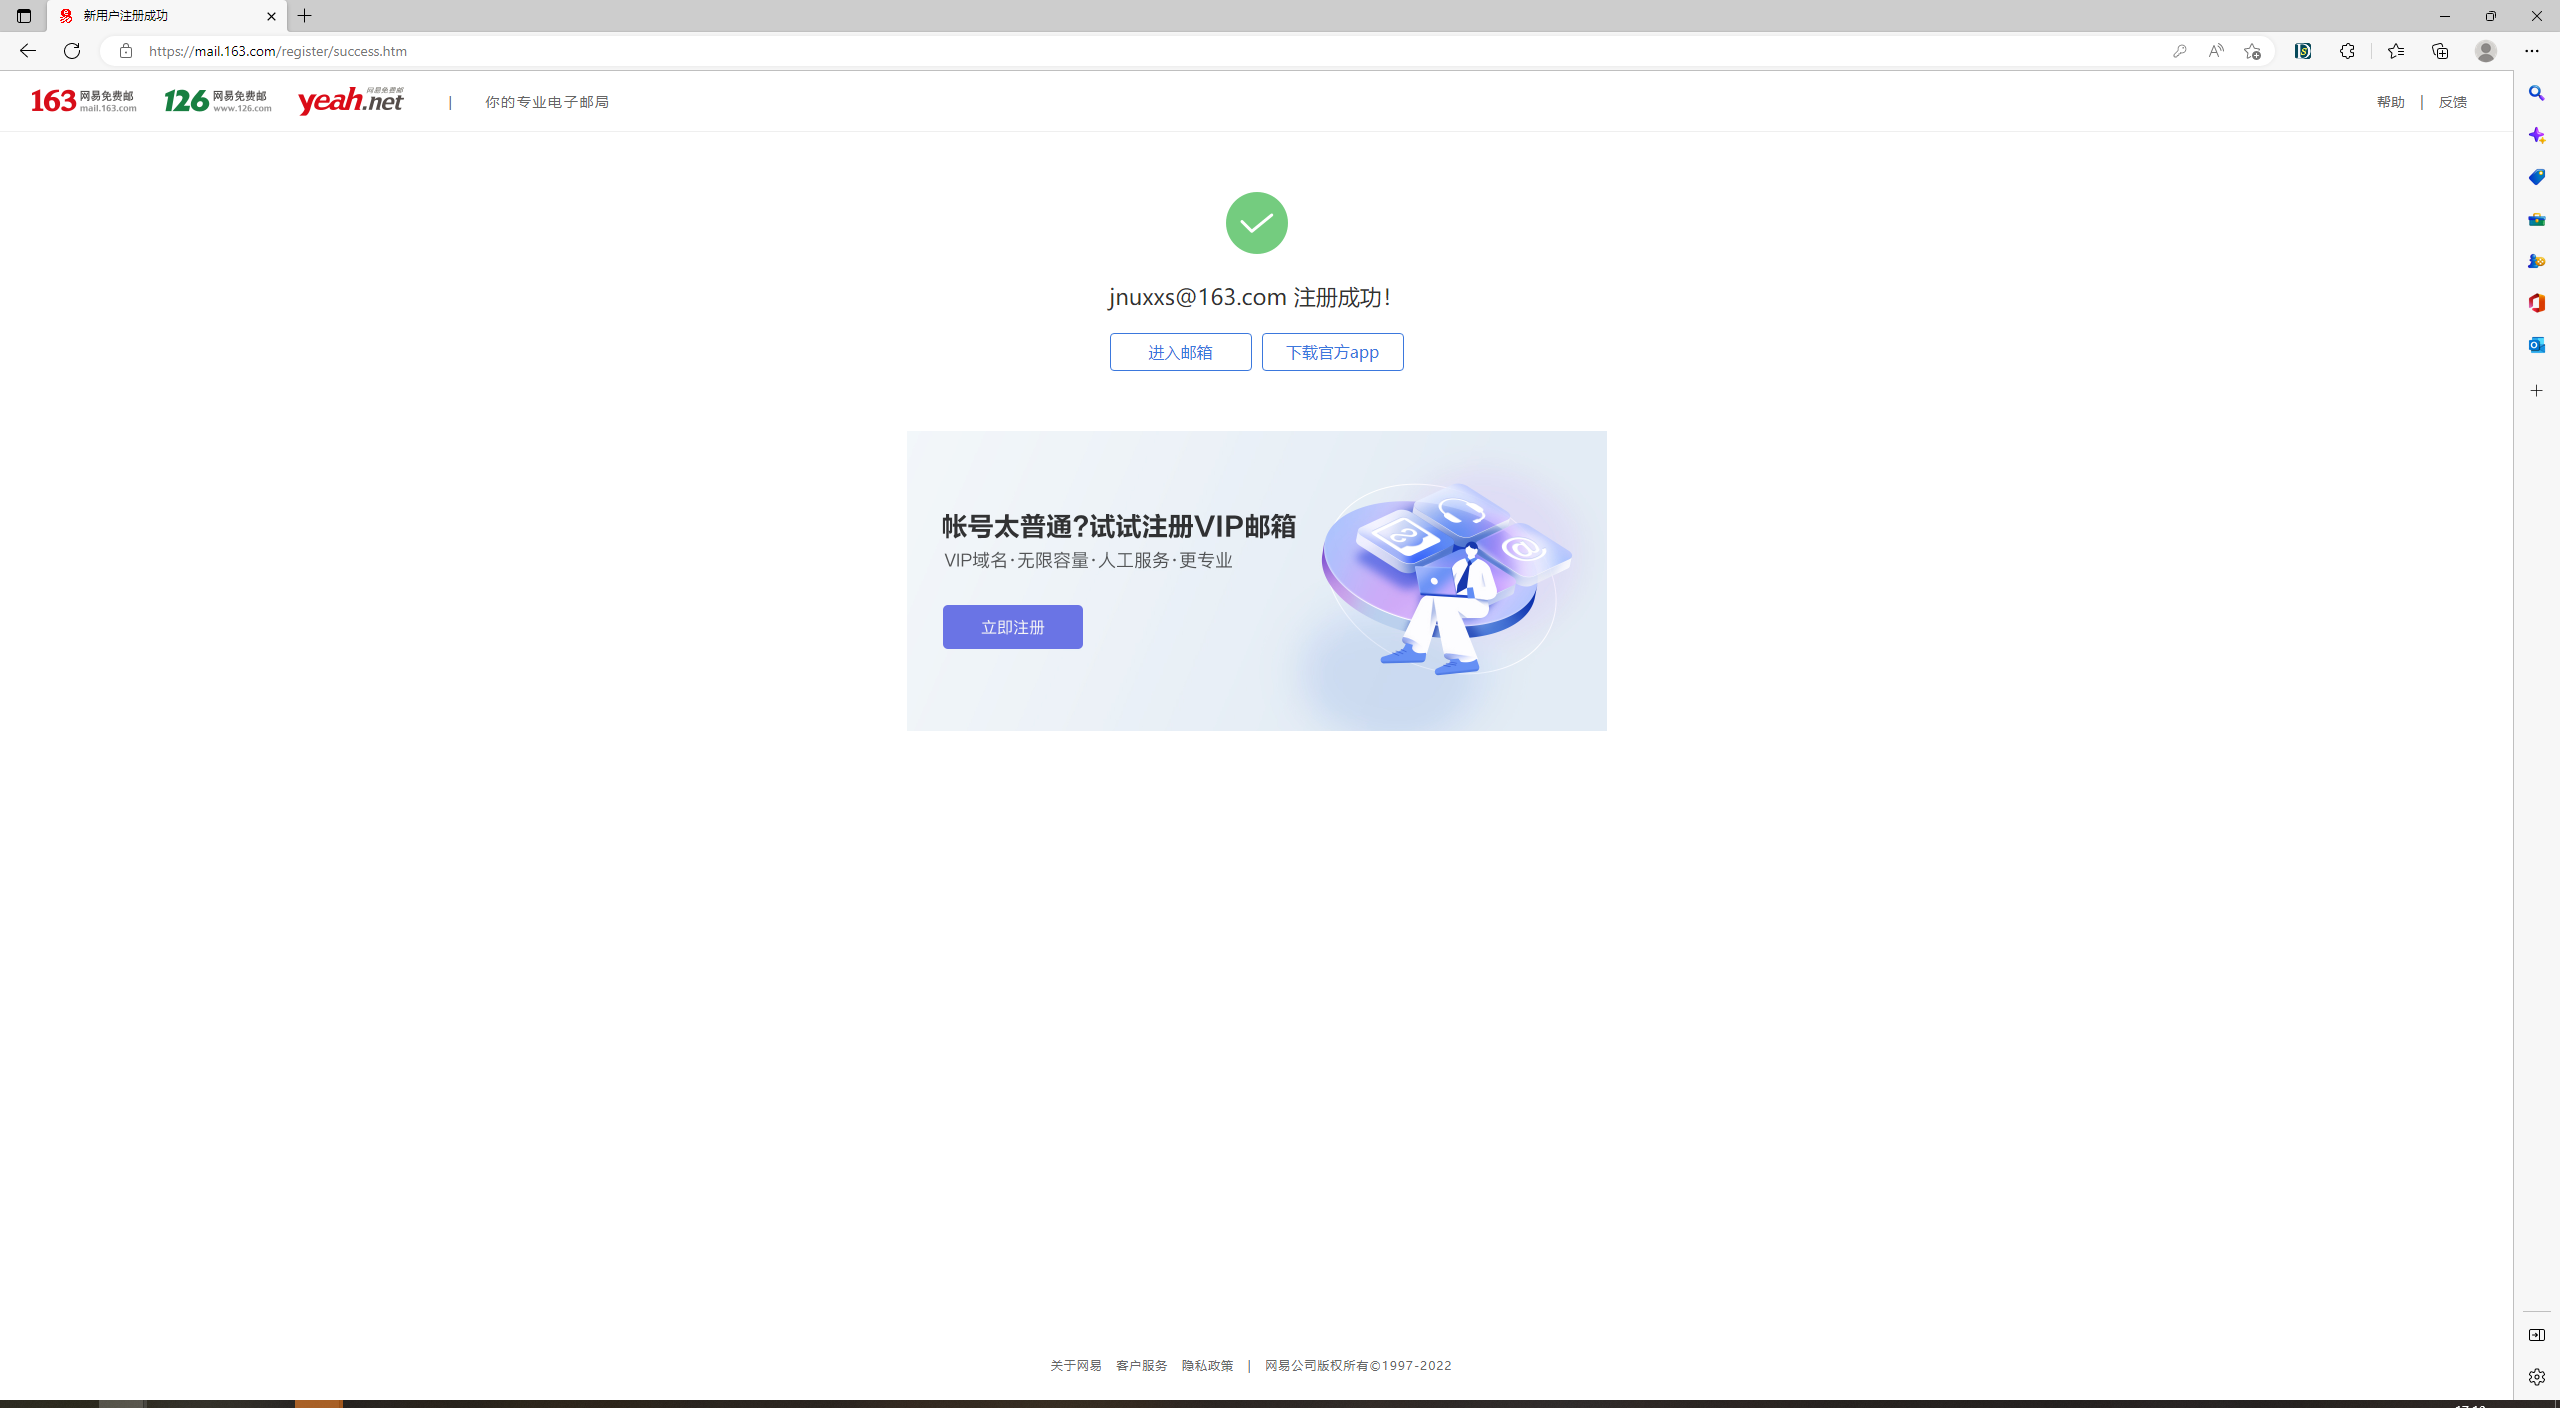 新用户注册成功
https://mail.163.com/register/success.htm
163 网易免费邮 mail.163.com 126 网易免费邮 www.126.com yeah.net 网易免费邮 | 你的专业电子邮局 帮助 | 反馈
jnuxxs@163.com 注册成功!
进入邮箱 下载官方app
帐号太普通?试试注册VIP邮箱
VIP域名·无限容量·人工服务·更专业
立即注册
关于网易 客户服务 隐私政策 | 网易公司版权所有©1997-2022